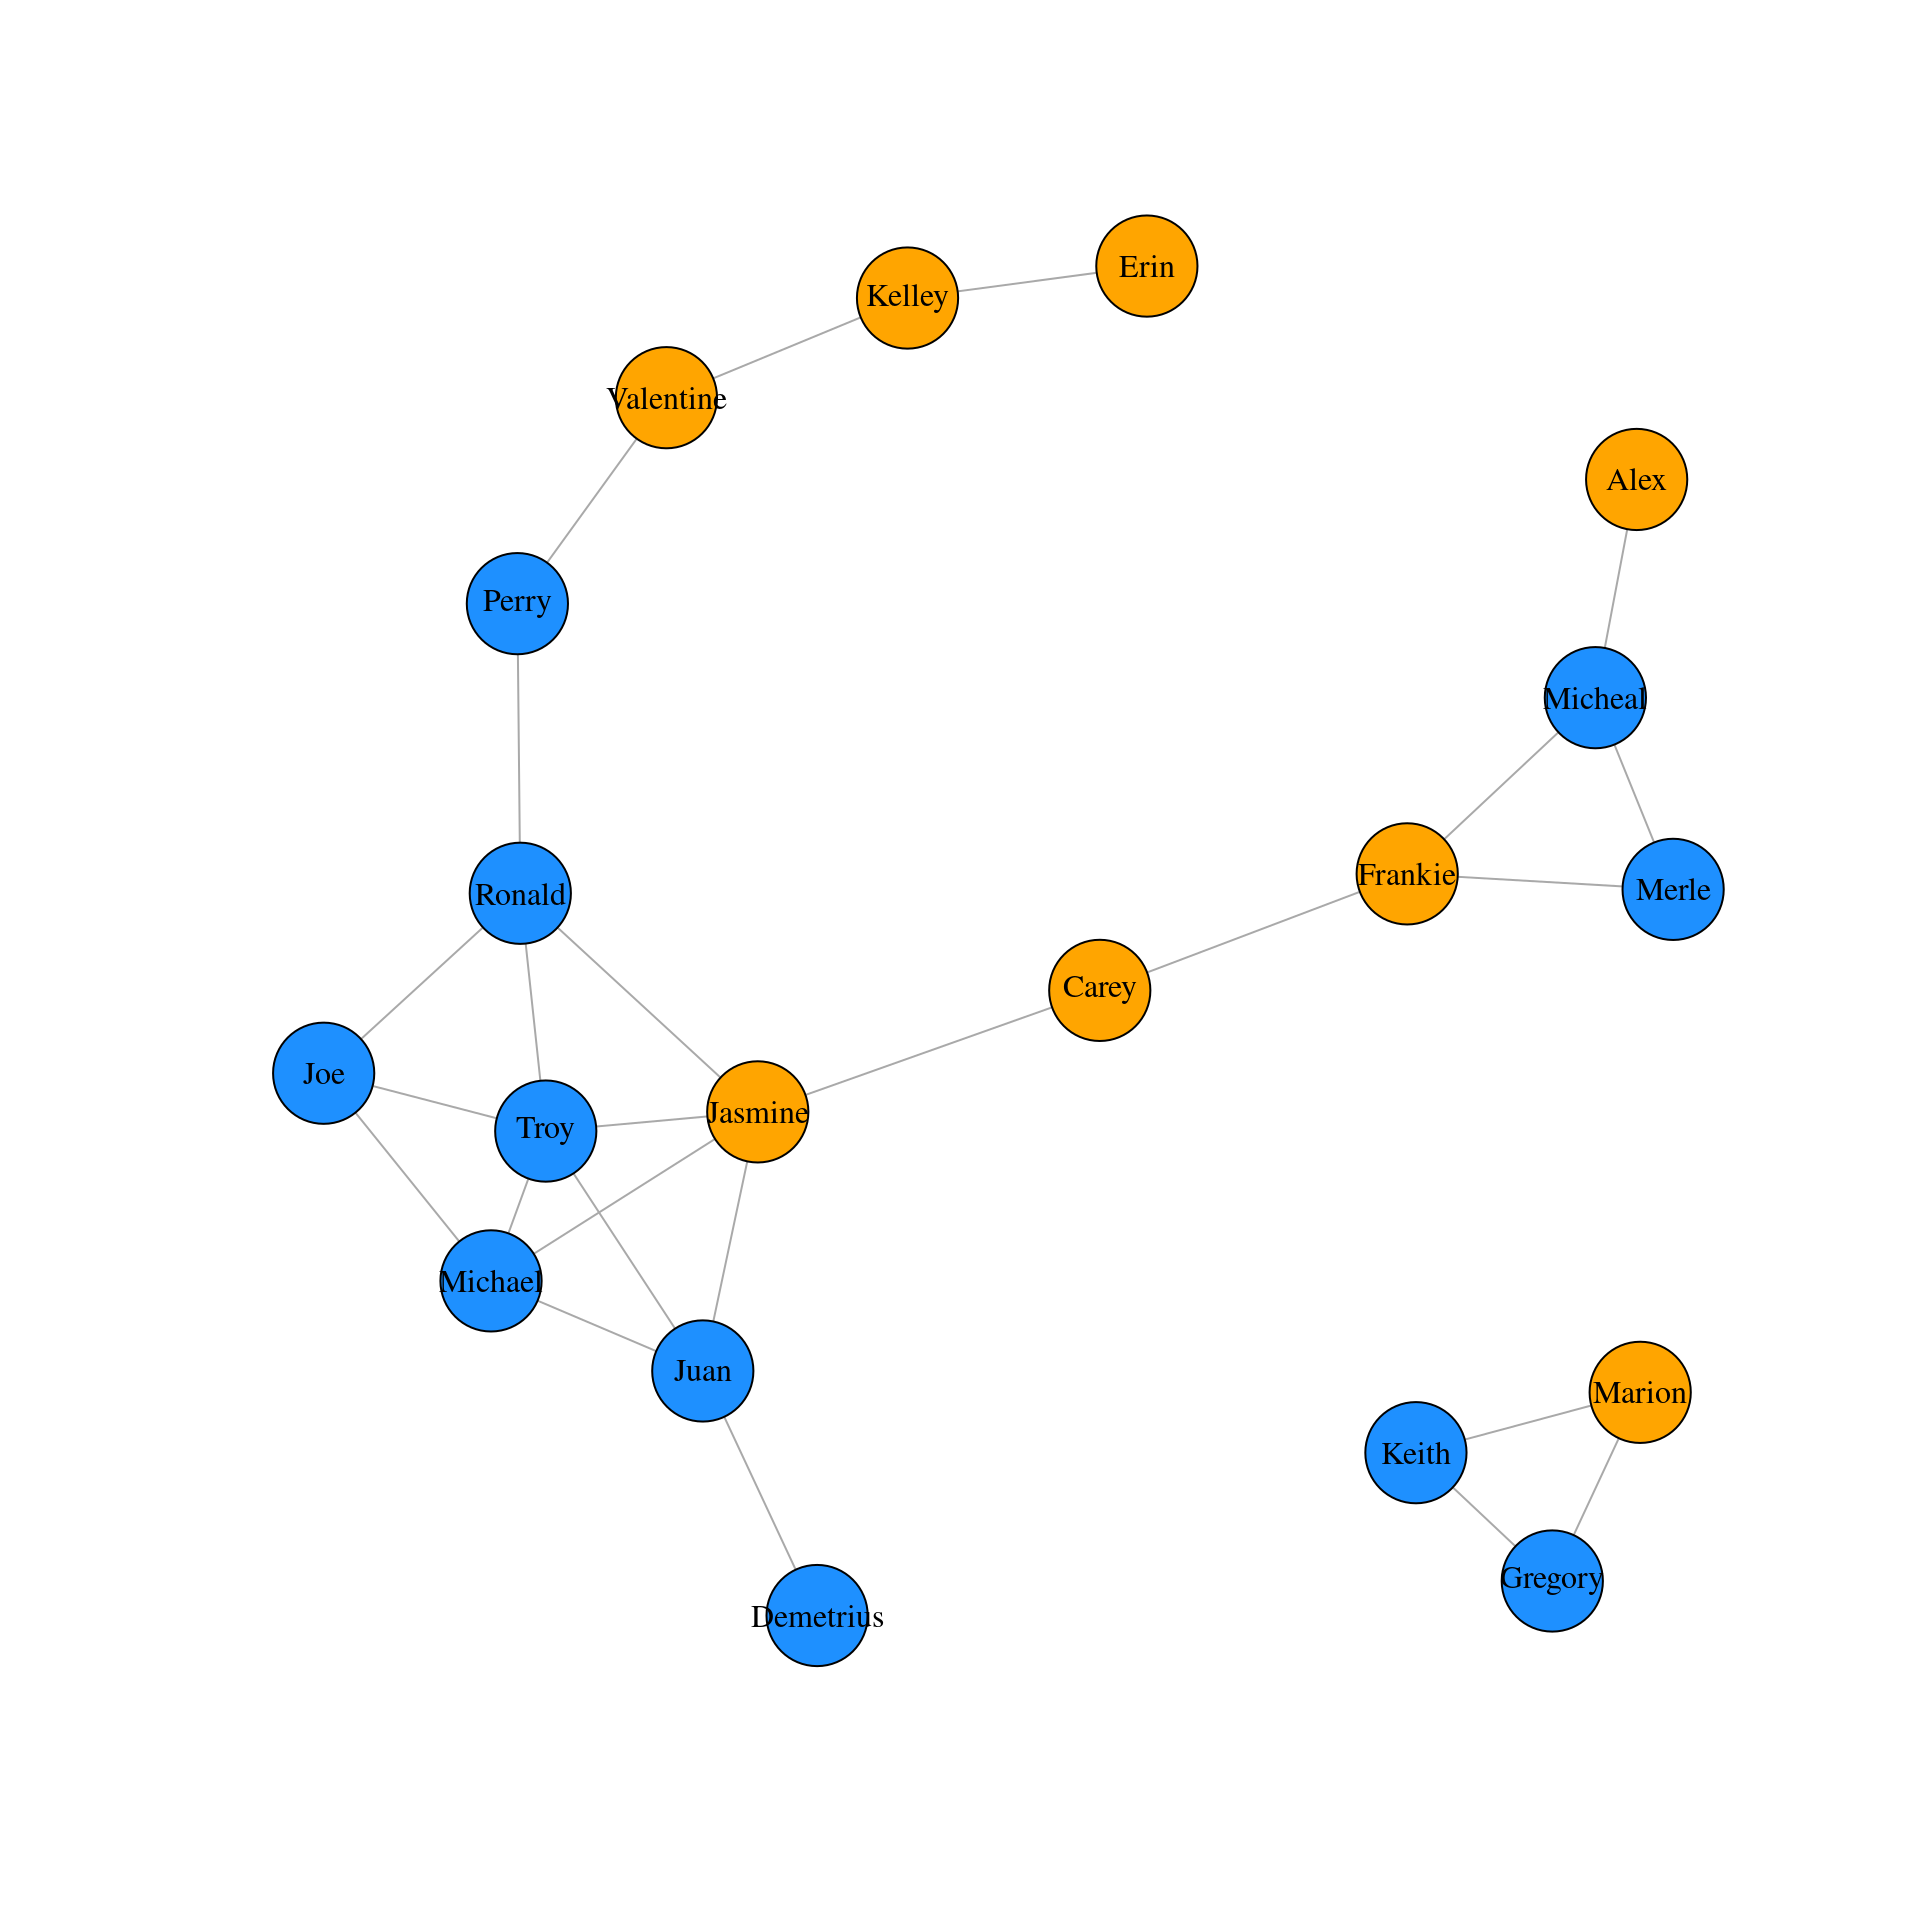 Erin
Kelley
Valentine
Alex
Perry
Micheal
Frankie
Merle
Ronald
Carey
Joe
Jasmine
Troy
Michael
Juan
Marion
Keith
Gregory
Demetrius